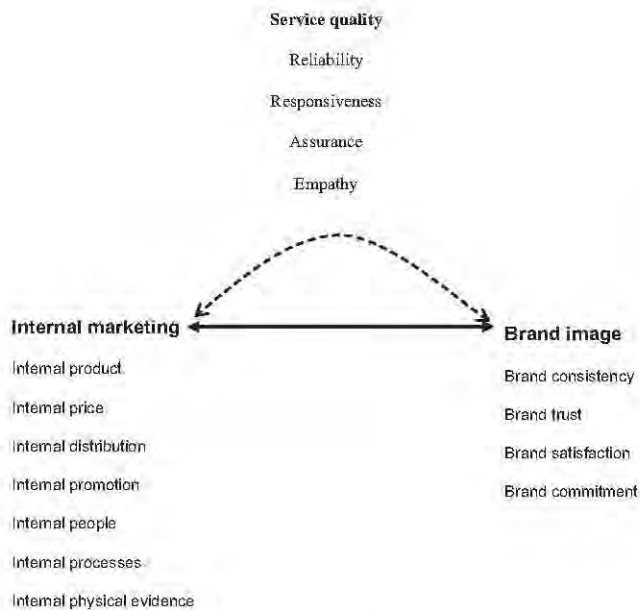 Service quality
Reliability
Responsiveness
Assurance
Empathy
Internal marketing
Internal product
Internal price
Internal distribution
Internal promotion
Internal people
Internal processes
Internal physical evidence
Brand image
Brand consistency
Brand trust
Brand satisfaction
Brand commitment